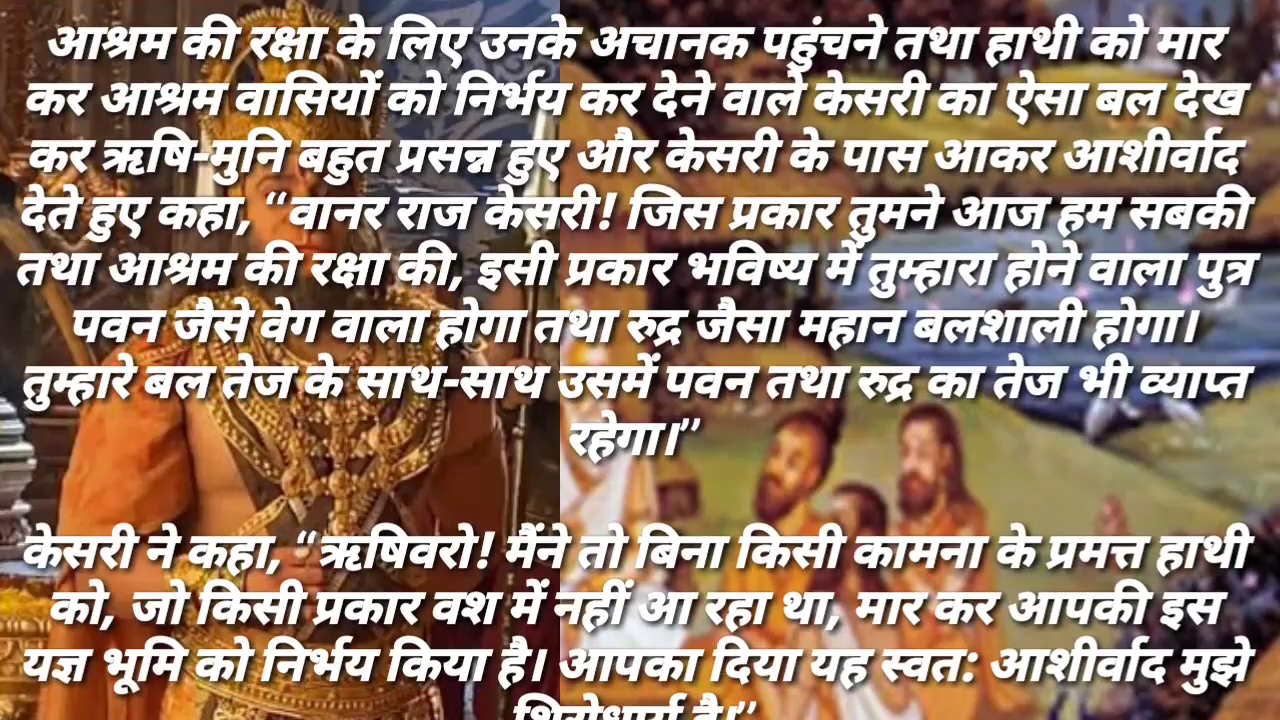 आश्रम की रक्षा के लिए उनके अचानक पहुंचने तथा हाथी को मार
कर आश्रम वासियों को निर्भय कर देने वाले केसरी का ऐसा बल देख
कर ऋषि-मुनि बहुत प्रसन्न हुए और केसरी के पास आकर आशीर्वाद
देते हुए कहा, “वानर राज केसरी! जिस प्रकार तुमने आज हम सबकी
तथा आश्रम की रक्षा की, इसी प्रकार भविष्य में तुम्हारा होने वाला पुत्र
पवन जैसे वेग वाला होगा तथा रुद्र जैसा महान बलशाली होगा।
तुम्हारे बल तेज के साथ-साथ उसमें पवन तथा रुद्र का तेज भी व्याप्त
रहेगा।”
केसरी ने कहा, “ऋषिवरो! मैंने तो बिना किसी कामना के प्रमत्त हाथी
को, जो किसी प्रकार वश में नहीं आ रहा था, मार कर आपकी इस
यज्ञ भूमि को निर्भय किया है। आपका दिया यह स्वत: आशीर्वाद मुझे
शिरोधार्य है।”